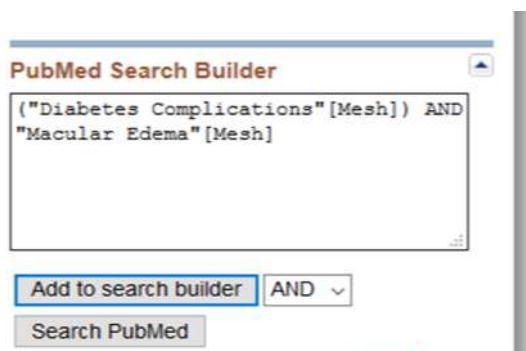 PubMed Search Builder
("Diabetes Complications"[Mesh]) AND
"Macular Edema"[Mesh]
Add to search builder AND
Search PubMed